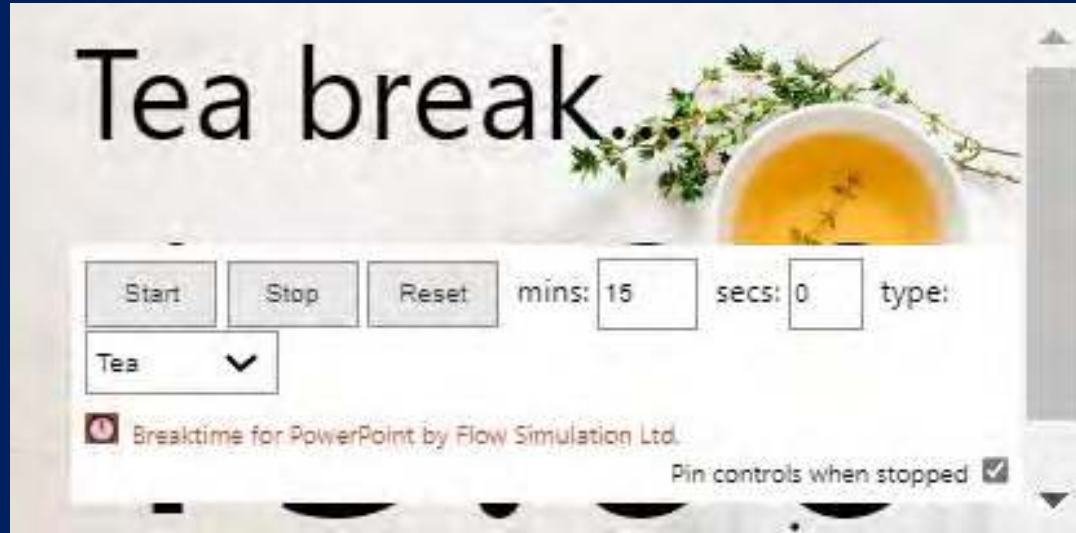 Tea break...
Start Stop Reset mins: 15 secs: 0 type:
Tea
Breaktime for PowerPoint by Flow Simulation Ltd.
Pin controls when stopped